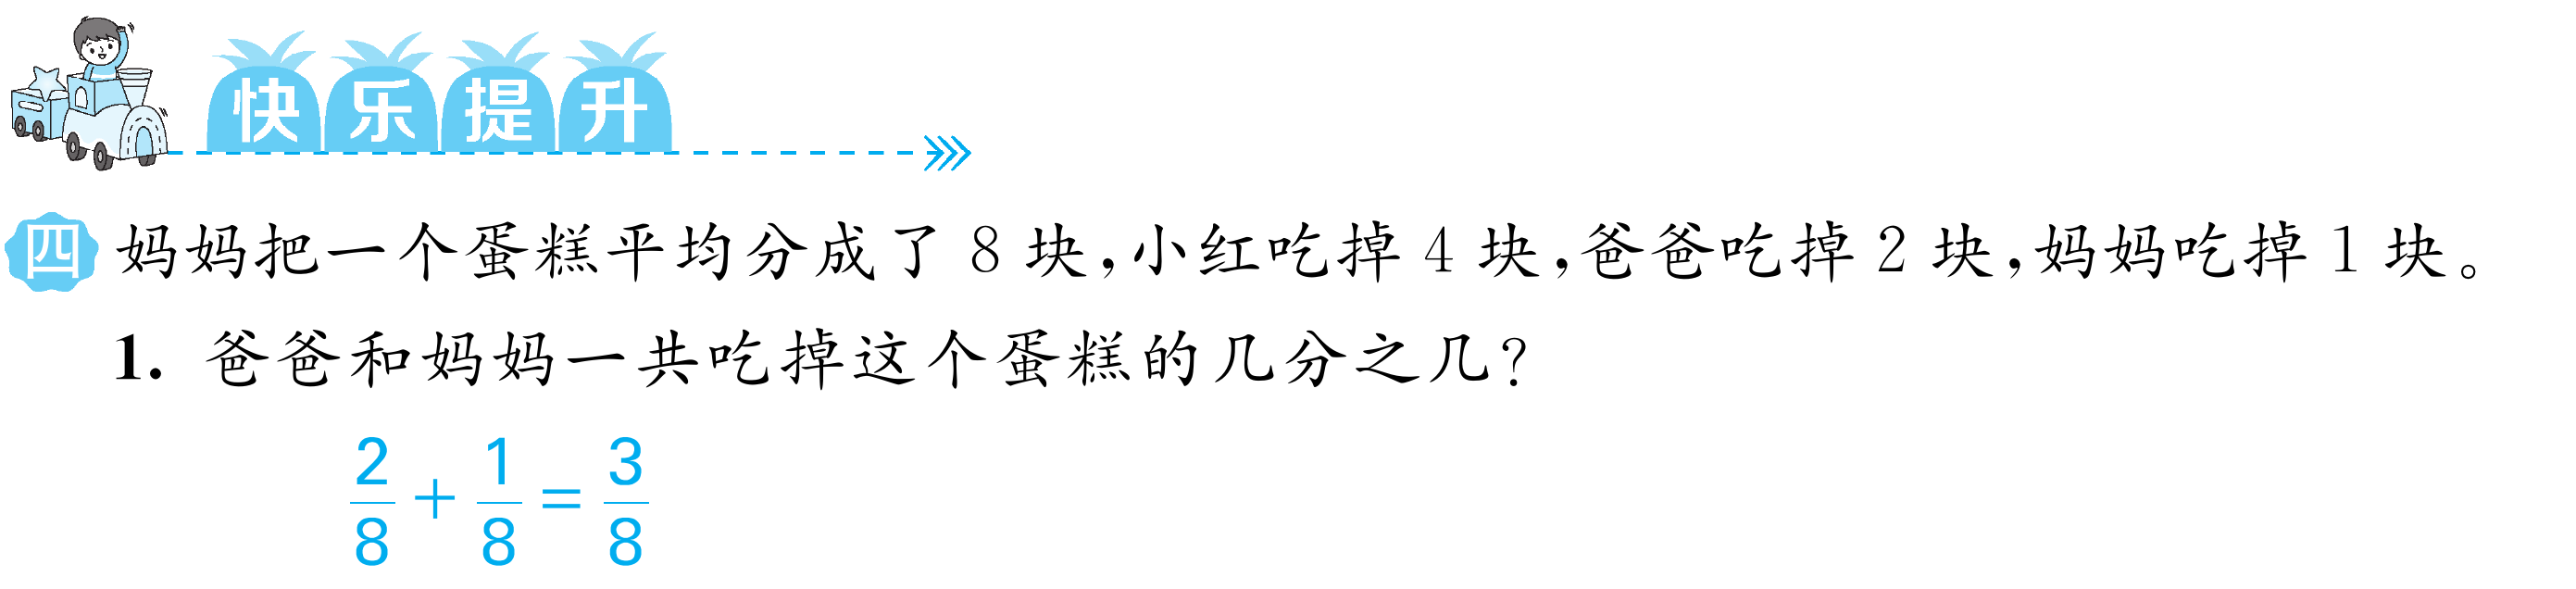 快乐提升
四 妈妈把一个蛋糕平均分成了 8 块,小红吃掉 4 块,爸爸吃掉 2 块,妈妈吃掉 1 块。
1. 爸爸和妈妈一共吃掉这个蛋糕的几分之几?
2/8 + 1/8 = 3/8